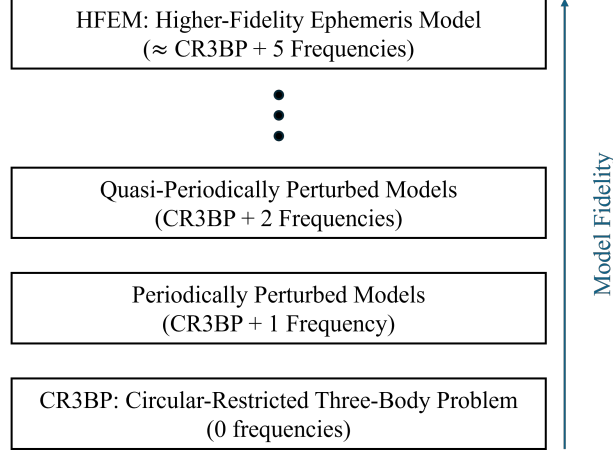 HFEM: Higher-Fidelity Ephemeris Model
(≈ CR3BP + 5 Frequencies)
Quasi-Periodically Perturbed Models
(CR3BP + 2 Frequencies)
Periodically Perturbed Models
(CR3BP + 1 Frequency)
CR3BP: Circular-Restricted Three-Body Problem
(0 frequencies)
Model Fidelity